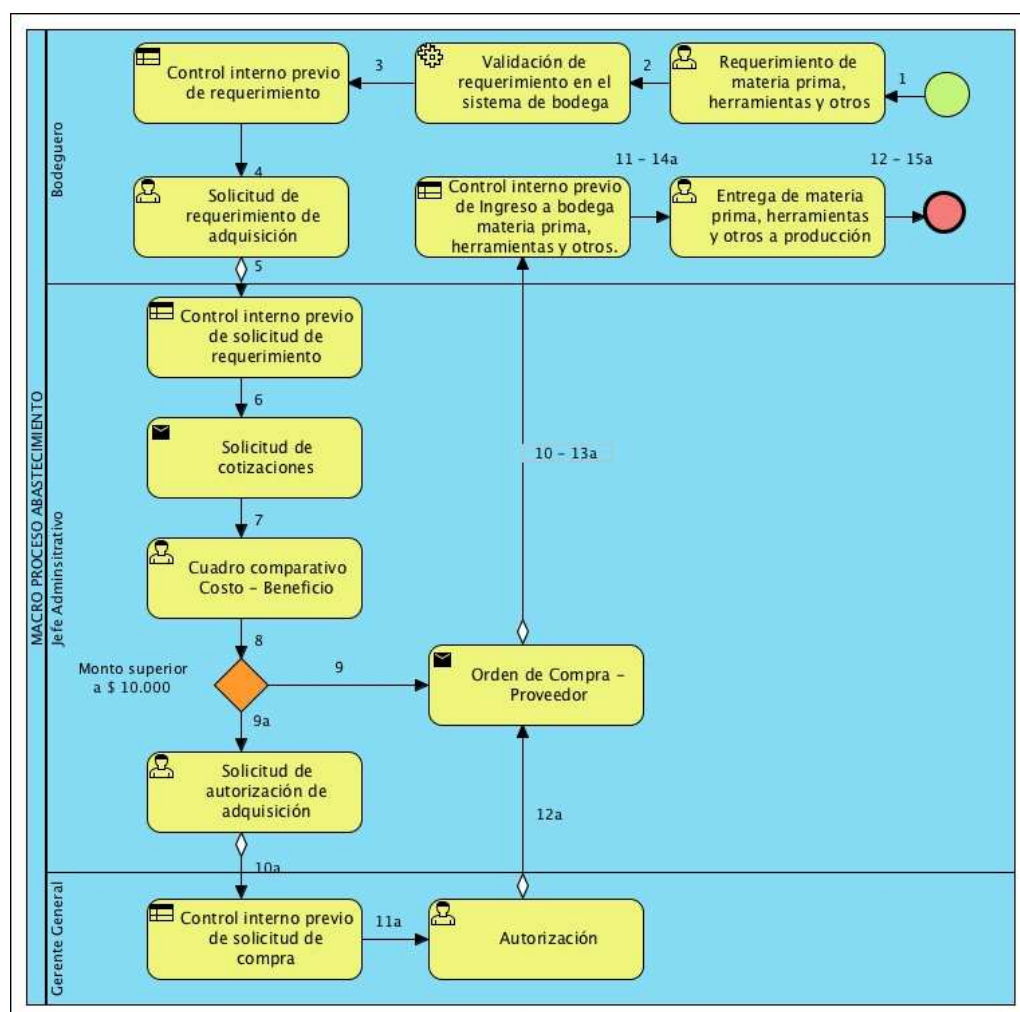 MACRO PROCESO ABASTECIMIENTO
Bodeguero
Control interno previo
de requerimiento
3
Validación de
requerimiento en el
sistema de bodega
2
Requerimiento de
materia prima,
herramientas y otros
1
4
Solicitud de
requerimiento de
adquisición
5
Control interno previo
de Ingreso a bodega
materia prima,
herramientas y otros.
11 – 14a
Entrega de materia
prima, herramientas
y otros a producción
12 – 15a
Jefe Adminsitrativo
Control interno previo
de solicitud de
requerimiento
6
Solicitud de
cotizaciones
10 – 13a
7
Cuadro comparativo
Costo – Beneficio
8
Monto superior
a $ 10.000
9
Orden de Compra –
Proveedor
9a
Solicitud de
autorización de
adquisición
12a
10a
Gerente General
Control interno previo
de solicitud de
compra
11a
Autorización